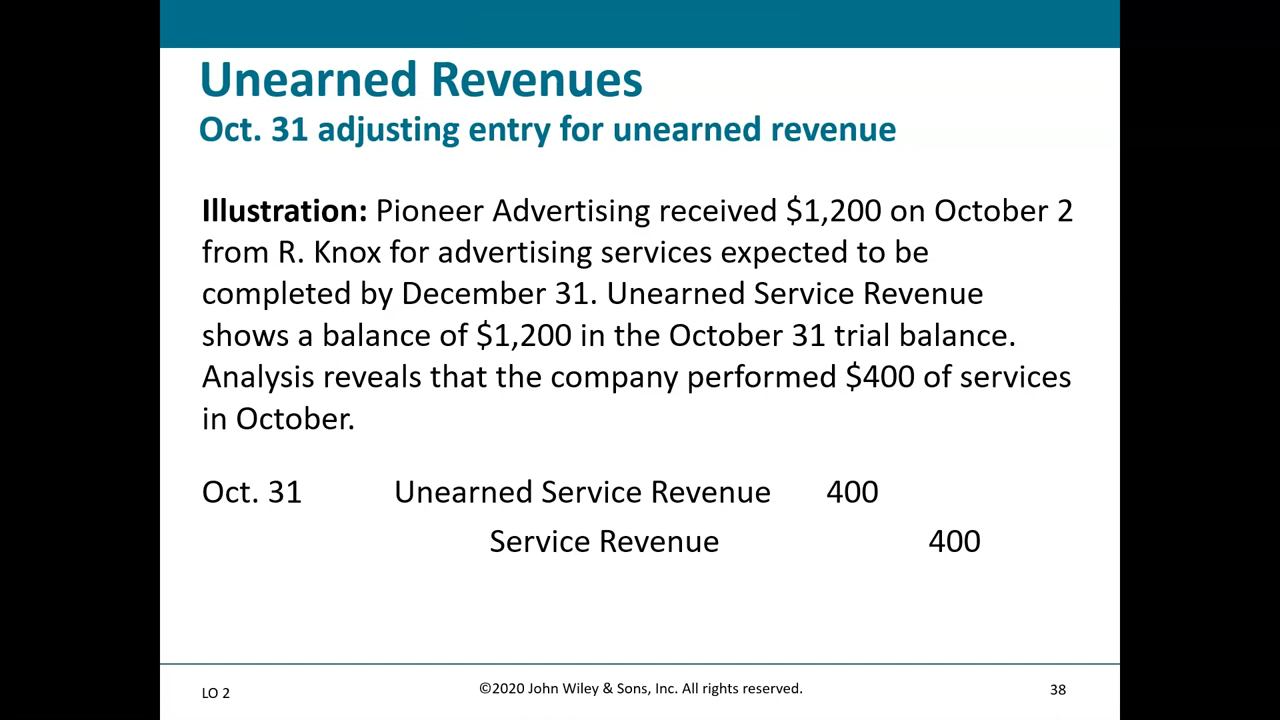 Unearned Revenues
Oct. 31 adjusting entry for unearned revenue
Illustration: Pioneer Advertising received $1,200 on October 2
from R. Knox for advertising services expected to be
completed by December 31. Unearned Service Revenue
shows a balance of $1,200 in the October 31 trial balance.
Analysis reveals that the company performed $400 of services
in October.
Oct. 31 Unearned Service Revenue 400
Service Revenue 400
LO 2 ©2020 John Wiley & Sons, Inc. All rights reserved. 38